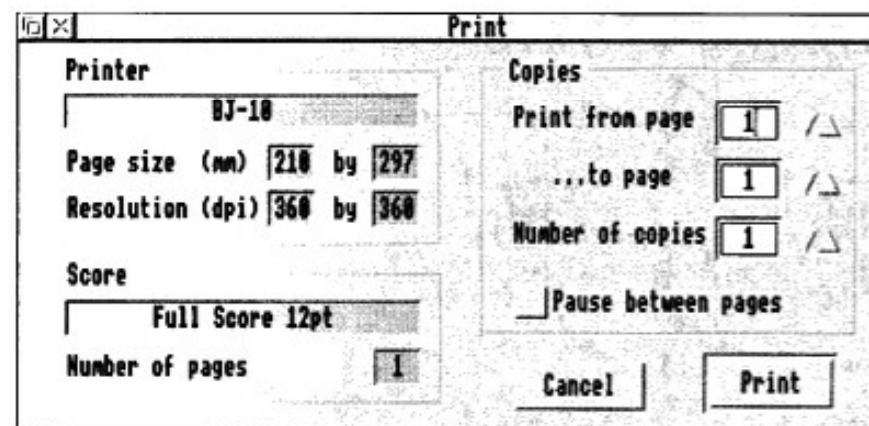 Print
Printer
BJ-10
Page size (mm) 210 by 297
Resolution (dpi) 360 by 360
Score
Full Score 12pt
Number of pages 1
Copies
Print from page 1
...to page 1
Number of copies 1
Pause between pages
Cancel
Print